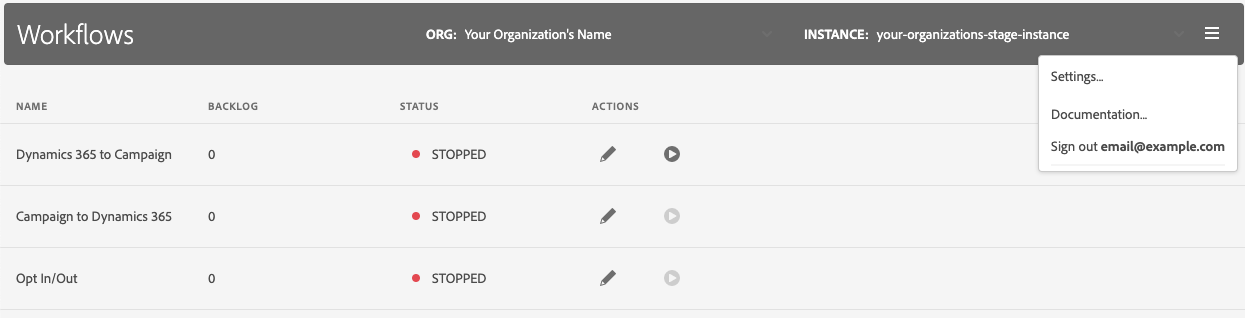 Workflows ORG: Your Organization's Name INSTANCE: your-organizations-stage-instance
Settings...
Documentation...
Sign out email@example.com
NAME BACKLOG STATUS ACTIONS
Dynamics 365 to Campaign 0 STOPPED
Campaign to Dynamics 365 0 STOPPED
Opt In/Out 0 STOPPED